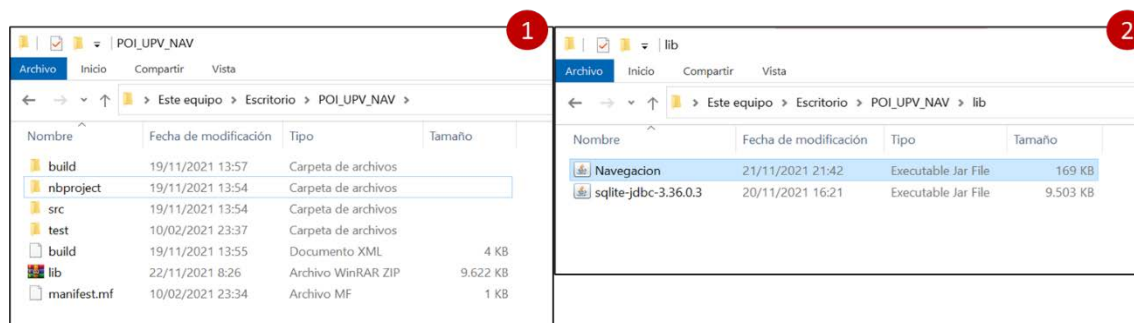 POI_UPV_NAV
Archivo Inicio Compartir Vista
Este equipo > Escritorio > POI_UPV_NAV >
Nombre Fecha de modificación Tipo Tamaño
build 19/11/2021 13:57 Carpeta de archivos
nbproject 19/11/2021 13:54 Carpeta de archivos
src 19/11/2021 13:54 Carpeta de archivos
test 10/02/2021 23:37 Carpeta de archivos
build 19/11/2021 13:55 Documento XML 4 KB
lib 22/11/2021 8:26 Archivo WinRAR ZIP 9.622 KB
manifest.mf 10/02/2021 23:34 Archivo MF 1 KB
1
lib
Archivo Inicio Compartir Vista
Este equipo > Escritorio > POI_UPV_NAV > lib
Nombre Fecha de modificación Tipo Tamaño
Navegacion 21/11/2021 21:42 Executable Jar File 169 KB
sqlite-jdbc-3.36.0.3 20/11/2021 16:21 Executable Jar File 9.503 KB
2